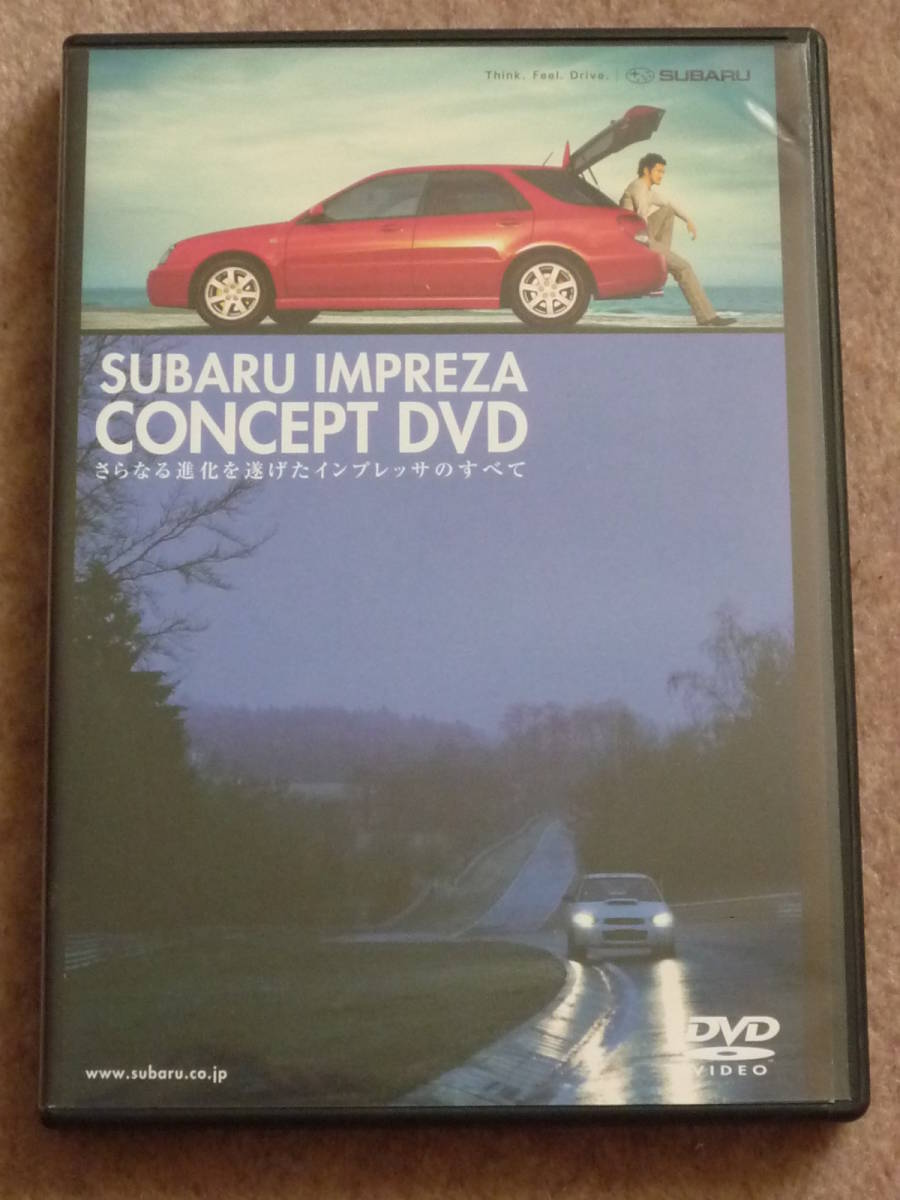 Think. Feel. Drive. SUBARU
SUBARU IMPREZA
CONCEPT DVD
さらなる進化を遂げたインプレッサのすべて
www.subaru.co.jp
DVD
VIDEO